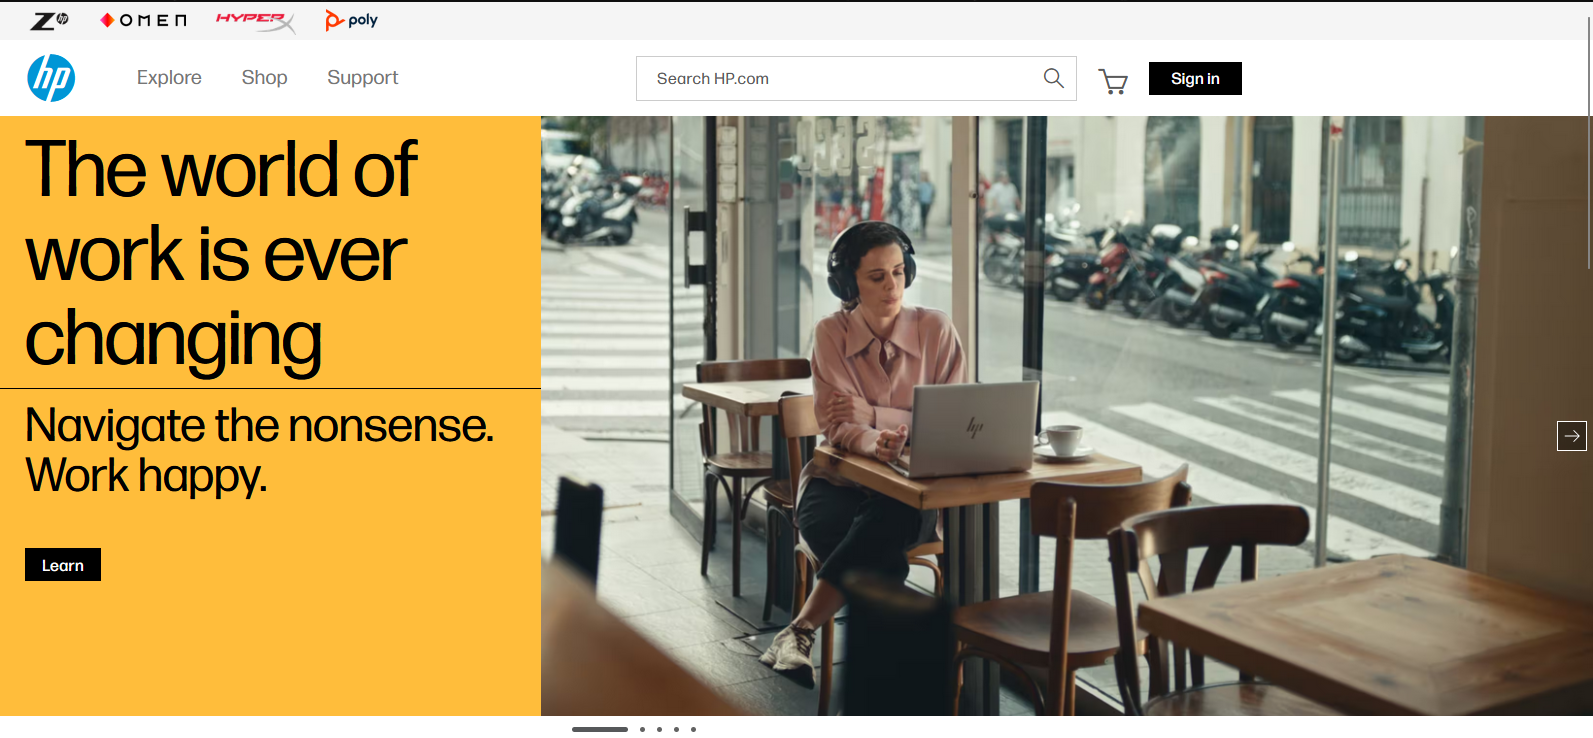 Z hp
OMEN
HYPERX
poly
hp
Explore
Shop
Support
Search HP.com
Sign in
The world of
work is ever
changing
Navigate the nonsense.
Work happy.
Learn
hp